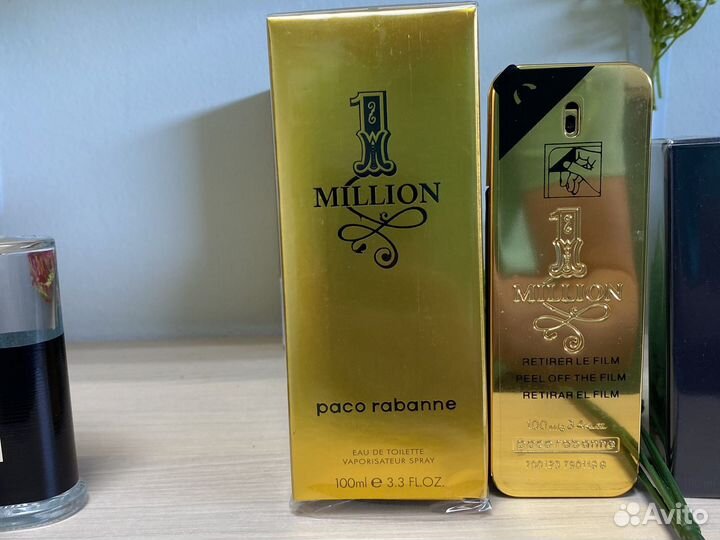 1
MILLION
paco rabanne
EAU DE TOILETTE
VAPORISATEUR SPRAY
100ml e 3.3 FL.OZ.
1
MILLION
RETIRER LE FILM
PEEL OFF THE FILM
RETIRAR EL FILM
paco rabanne
Avito